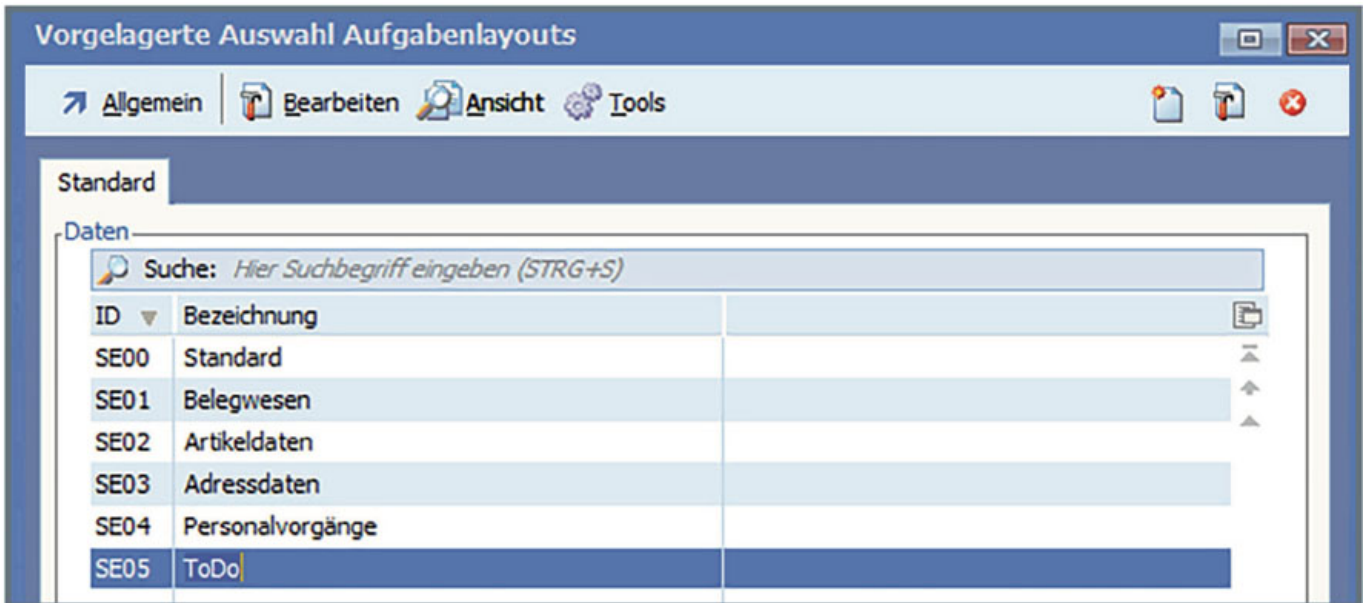 Vorgelagerte Auswahl Aufgabenlayouts
Allgemein Bearbeiten Ansicht Tools
Standard
Daten
Suche: Hier Suchbegriff eingeben (STRG+S)
ID Bezeichnung
SE00 Standard
SE01 Belegwesen
SE02 Artikeldaten
SE03 Adressdaten
SE04 Personalvorgänge
SE05 ToDo